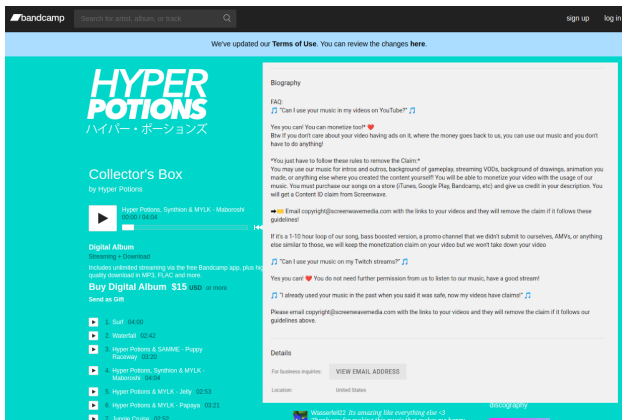 bandcamp
Search for artist, album, or track
sign up
log in
We've updated our Terms of Use. You can review the changes here.
HYPER
POTIONS
ハイパー・ポーションズ
Collector's Box
by Hyper Potions
Hyper Potions, Synthion & MYLK - Maboroshi
00:00 / 04:04
Digital Album
Streaming + Download
Includes unlimited streaming via the free Bandcamp app, plus hig
quality download in MP3, FLAC and more.
Buy Digital Album $15 USD or more
Send as Gift
1. Surf 04:00
2. Waterfall 02:42
3. Hyper Potions & SAMME - Puppy
Raceway 03:20
4. Hyper Potions, Synthion & MYLK -
Maboroshi 04:04
5. Hyper Potions & MYLK - Jelly 02:53
6. Hyper Potions & MYLK - Papaya 03:21
7. Jungle Cruise 02:52
Biography
FAQ:
🎵 "Can I use your music in my videos on YouTube?" 🎵
Yes you can! You can monetize too!* ❤️
Btw If you don't care about your video having ads on it, where the money goes back to us, you can use our music and you don't
have to do anything!
*You just have to follow these rules to remove the Claim:*
You may use our music for intros and outros, background of gameplay, streaming VODs, background of drawings, animation you
made, or anything else where you created the content yourself! You will be able to monetize your video with the usage of our
music. You must purchase our songs on a store (iTunes, Google Play, Bandcamp, etc) and give us credit in your description. You
will get a Content ID claim from Screenwave.
Email copyright@screenwavemedia.com with the links to your videos and they will remove the claim if it follows these
guidelines!
If it's a 1-10 hour loop of our song, bass boosted version, a promo channel that we didn't submit to ourselves, AMVs, or anything
else similar to those, we will keep the monetization claim on your video but we won't take down your video
🎵 "Can I use your music on my Twitch streams?" 🎵
Yes you can! ❤️ You do not need further permission from us to listen to our music, have a good stream!
🎵 "I already used your music in the past when you said it was safe, now my videos have claims!" 🎵
Please email copyright@screenwavemedia.com with the links to your videos and they will remove the claim if it follows our
guidelines above.
Details
For business inquiries: VIEW EMAIL ADDRESS
Location: United States
Wasserfell22 Its amazing like everything else <3
discography